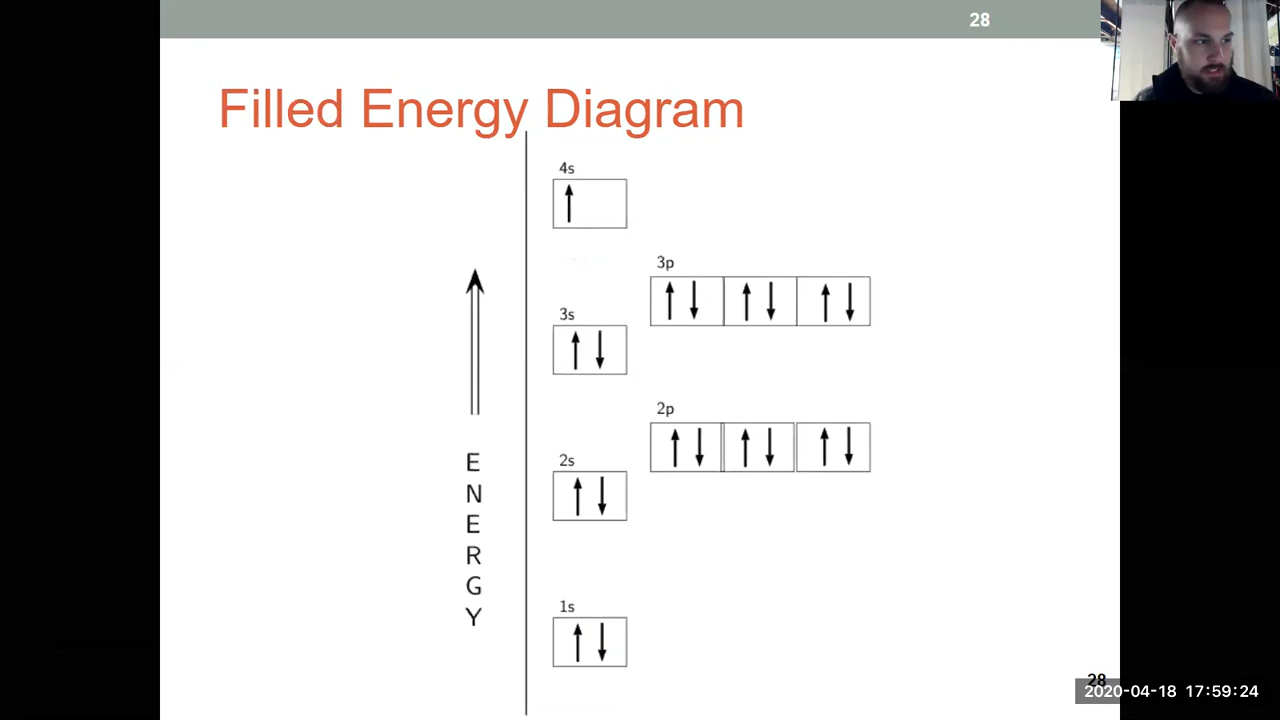 28
Filled Energy Diagram
4s
3p
3s
2p
2s
1s
E
N
E
R
G
Y
28
2020-04-18 17:59:24